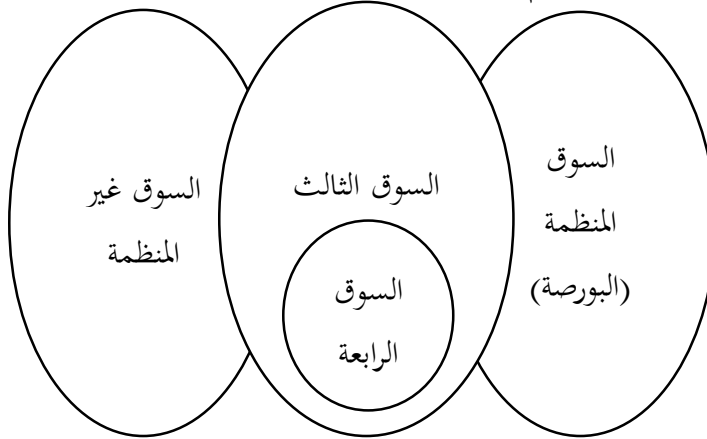 السوق
المنظمة
(البورصة)
السوق الثالث
السوق
الرابعة
السوق غير
المنظمة